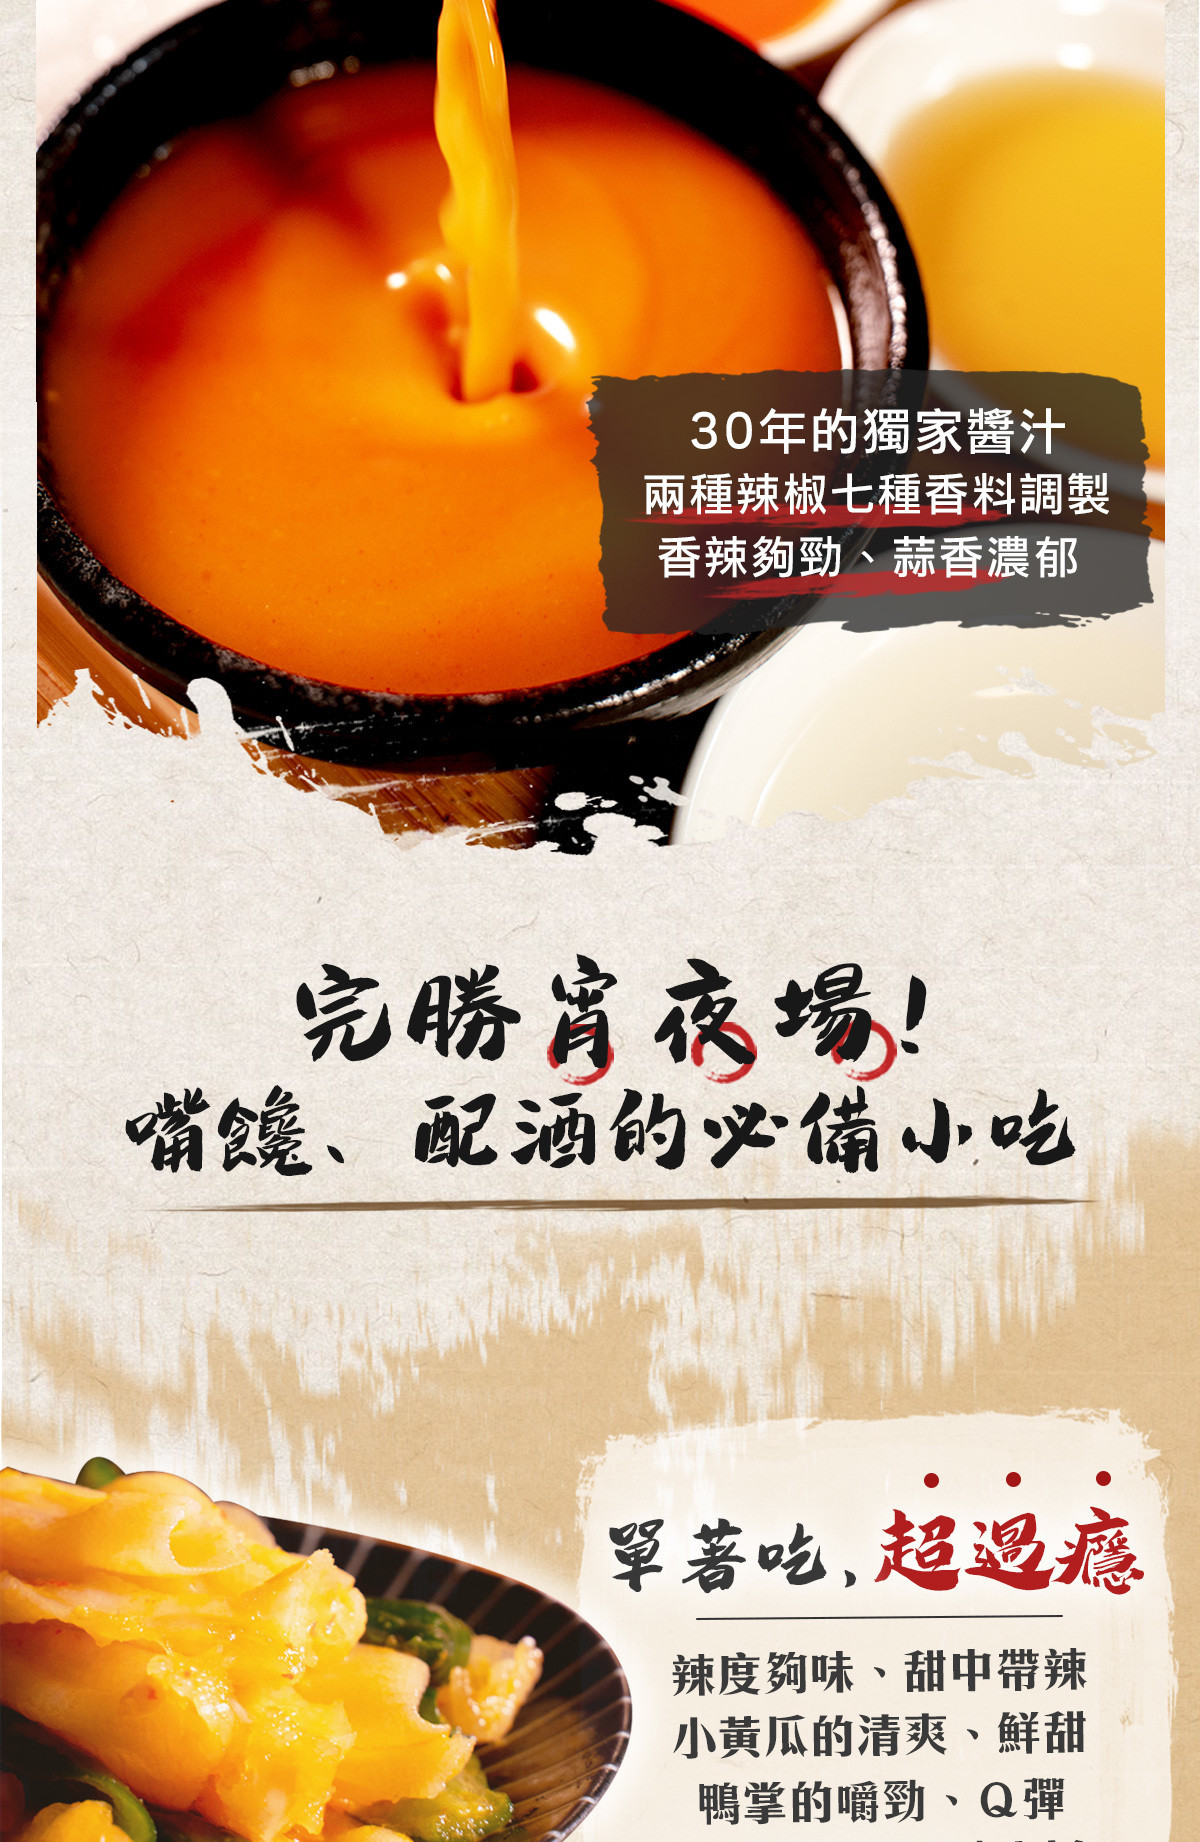 30年的獨家醬汁
兩種辣椒七種香料調製
香辣夠勁、蒜香濃郁
完勝宵夜場!
嘴饞、配酒的必備小吃
單著吃,超過癮
辣度夠味、甜中帶辣
小黃瓜的清爽、鮮甜
鴨掌的嚼勁、Q彈